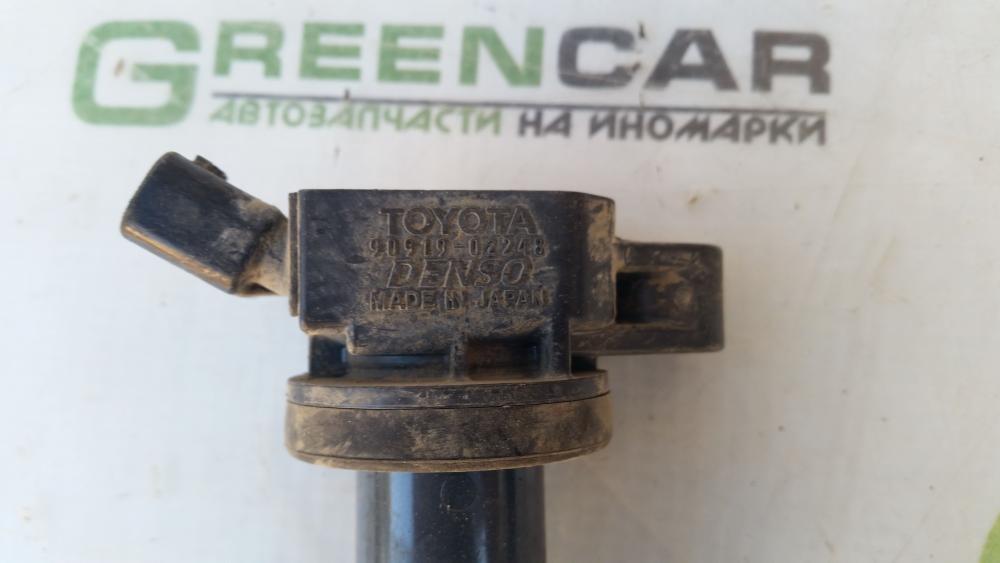 GREENCAR
АВТОЗАПЧАСТИ НА ИНОМАРКИ
TOYOTA
90919-02248
DENSO
MADE IN JAPAN